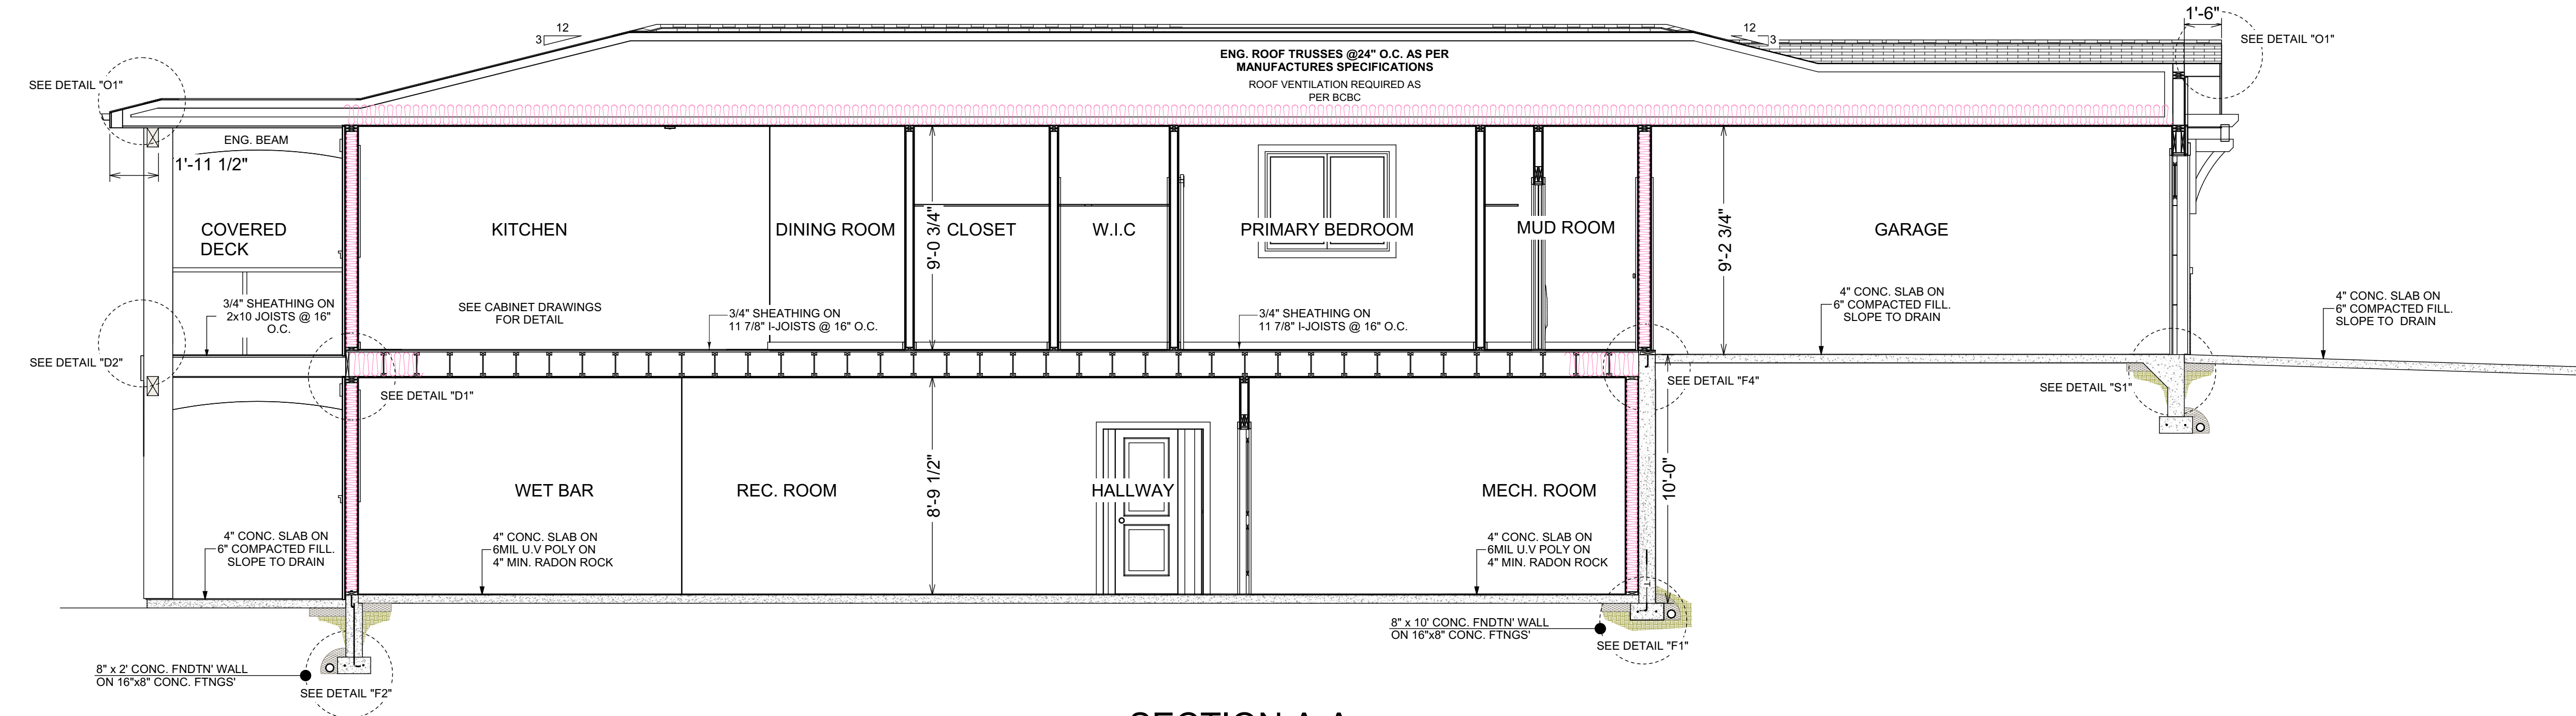 12
3
12
3
1'-6"
SEE DETAIL "O1"
SEE DETAIL "O1"
ENG. ROOF TRUSSES @24" O.C. AS PER
MANUFACTURES SPECIFICATIONS
ROOF VENTILATION REQUIRED AS
PER BCBC
ENG. BEAM
1'-11 1/2"
COVERED
DECK
KITCHEN
DINING ROOM
9'-0 3/4"
CLOSET
W.I.C
PRIMARY BEDROOM
MUD ROOM
9'-2 3/4"
GARAGE
3/4" SHEATHING ON
2x10 JOISTS @ 16"
O.C.
SEE CABINET DRAWINGS
FOR DETAIL
3/4" SHEATHING ON
11 7/8" I-JOISTS @ 16" O.C.
3/4" SHEATHING ON
11 7/8" I-JOISTS @ 16" O.C.
4" CONC. SLAB ON
6" COMPACTED FILL.
SLOPE TO DRAIN
4" CONC. SLAB ON
6" COMPACTED FILL.
SLOPE TO DRAIN
SEE DETAIL "D2"
SEE DETAIL "D1"
SEE DETAIL "F4"
SEE DETAIL "S1"
WET BAR
REC. ROOM
8'-9 1/2"
HALLWAY
MECH. ROOM
10'-0"
4" CONC. SLAB ON
6" COMPACTED FILL.
SLOPE TO DRAIN
4" CONC. SLAB ON
6MIL U.V POLY ON
4" MIN. RADON ROCK
4" CONC. SLAB ON
6MIL U.V POLY ON
4" MIN. RADON ROCK
8" x 10' CONC. FNDTN' WALL
ON 16"x8" CONC. FTNGS'
SEE DETAIL "F1"
8" x 2' CONC. FNDTN' WALL
ON 16"x8" CONC. FTNGS'
SEE DETAIL "F2"
SECTION A-A